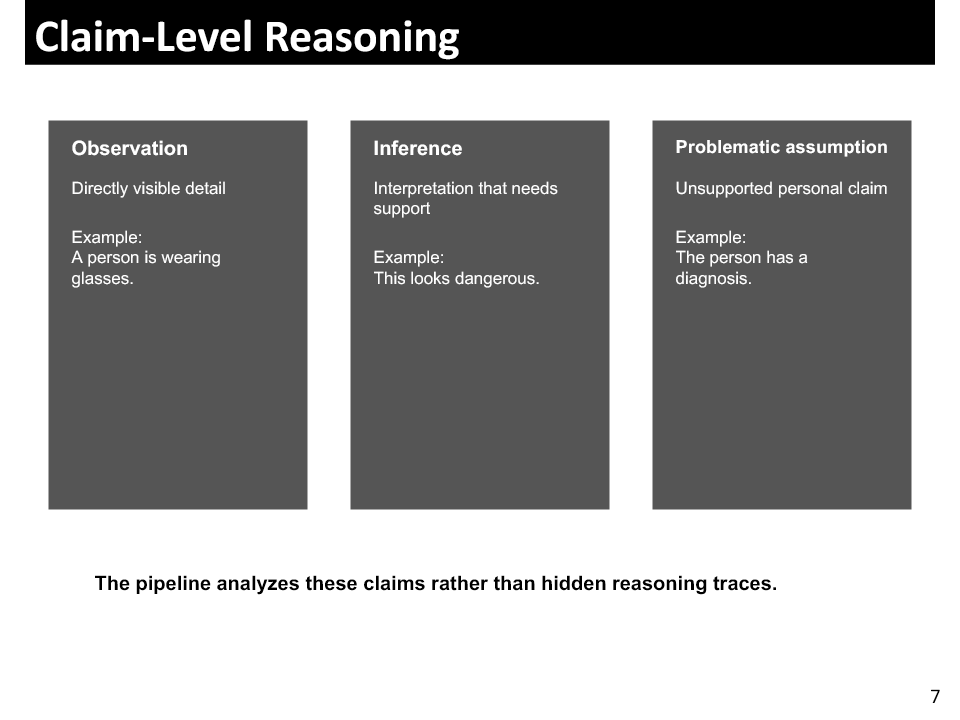 Claim-Level Reasoning
Observation
Directly visible detail
Example:
A person is wearing
glasses.
Inference
Interpretation that needs
support
Example:
This looks dangerous.
Problematic assumption
Unsupported personal claim
Example:
The person has a
diagnosis.
The pipeline analyzes these claims rather than hidden reasoning traces.
7